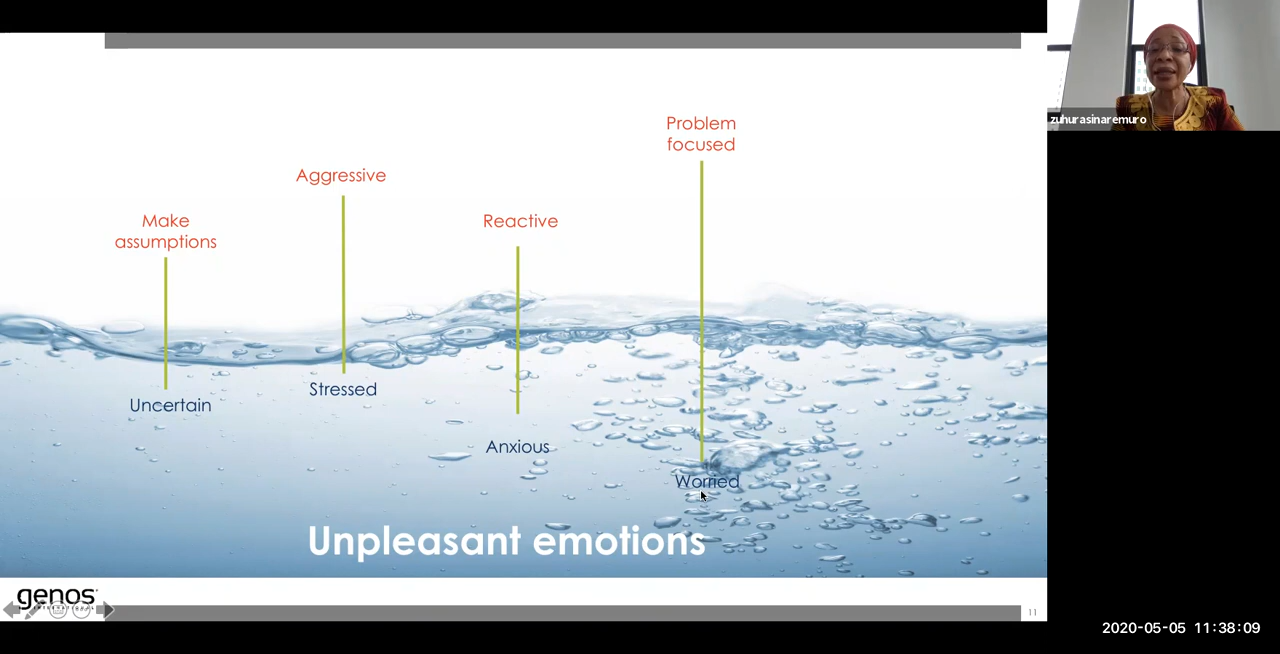 zuhurasinaremuro
Problem
focused
Aggressive
Make
assumptions
Reactive
Uncertain
Stressed
Anxious
Worried
Unpleasant emotions
genos
INTERNATIONAL
11
2020-05-05 11:38:09